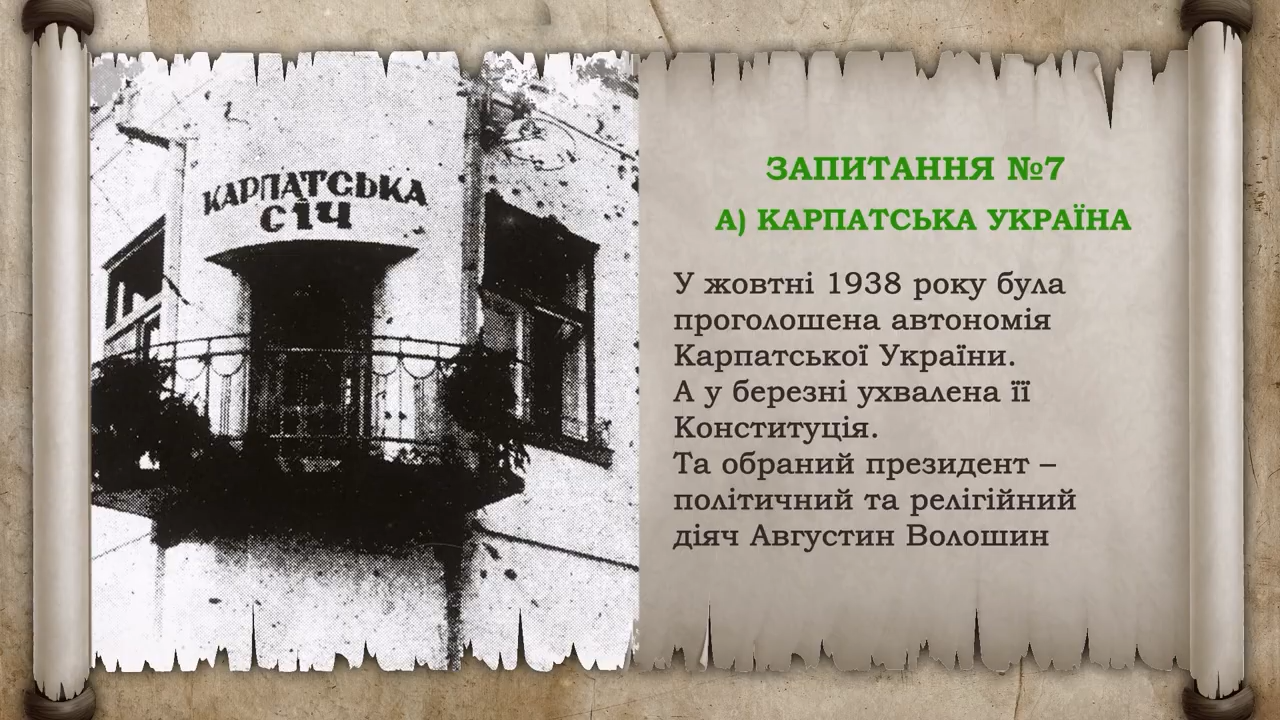 КАРПАТСЬКА
СІЧ
ЗАПИТАННЯ №7
А) КАРПАТСЬКА УКРАЇНА
У жовтні 1938 року була
проголошена автономія
Карпатської України.
А у березні ухвалена її
Конституція.
Та обраний президент –
політичний та релігійний
діяч Августин Волошин